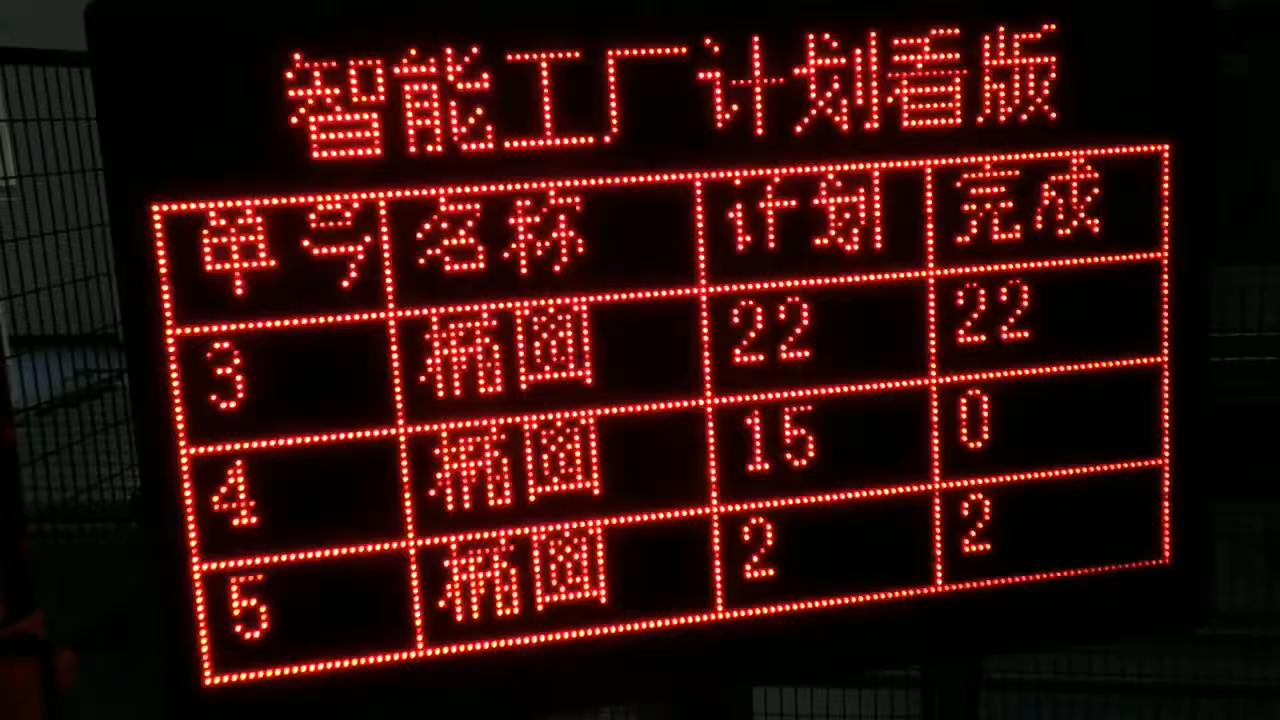 智能工厂计划看版
单号 名称 计划 完成
3 椭圆 22 22
4 椭圆 15 0
5 椭圆 2 2